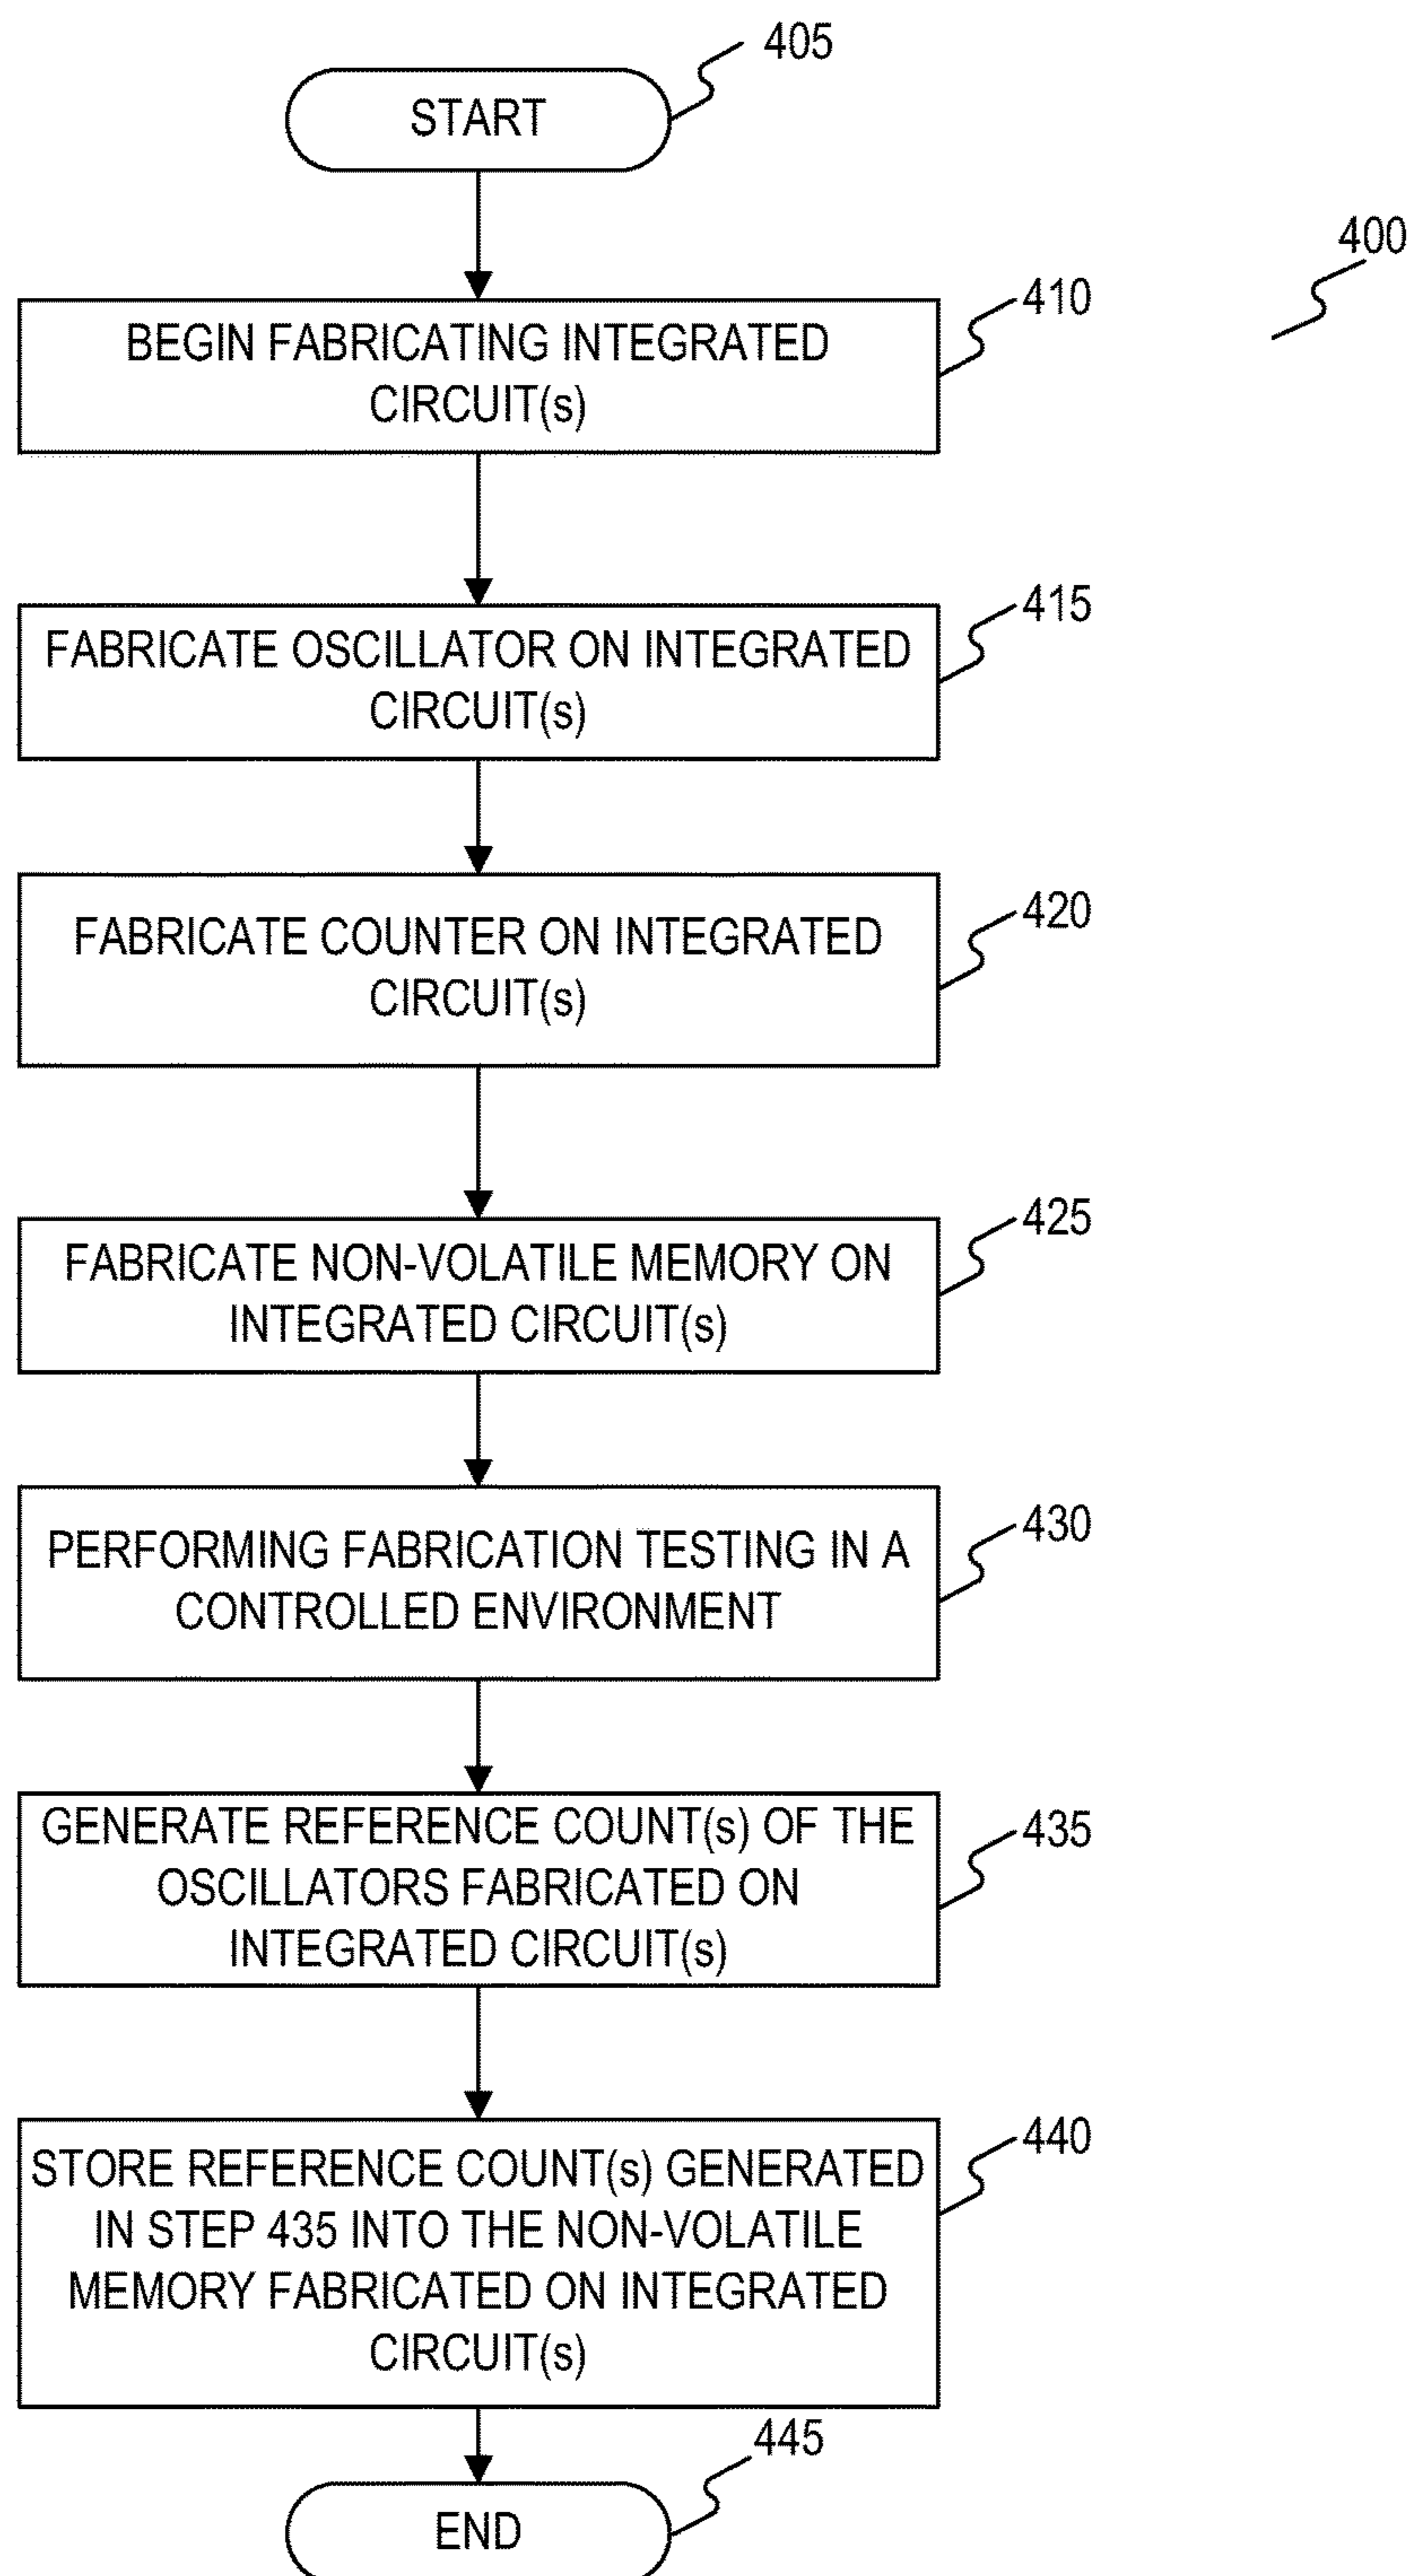 405
START
400
410
BEGIN FABRICATING INTEGRATED
CIRCUIT(s)
415
FABRICATE OSCILLATOR ON INTEGRATED
CIRCUIT(s)
420
FABRICATE COUNTER ON INTEGRATED
CIRCUIT(s)
425
FABRICATE NON-VOLATILE MEMORY ON
INTEGRATED CIRCUIT(s)
430
PERFORMING FABRICATION TESTING IN A
CONTROLLED ENVIRONMENT
435
GENERATE REFERENCE COUNT(s) OF THE
OSCILLATORS FABRICATED ON
INTEGRATED CIRCUIT(s)
440
STORE REFERENCE COUNT(s) GENERATED
IN STEP 435 INTO THE NON-VOLATILE
MEMORY FABRICATED ON INTEGRATED
CIRCUIT(s)
445
END